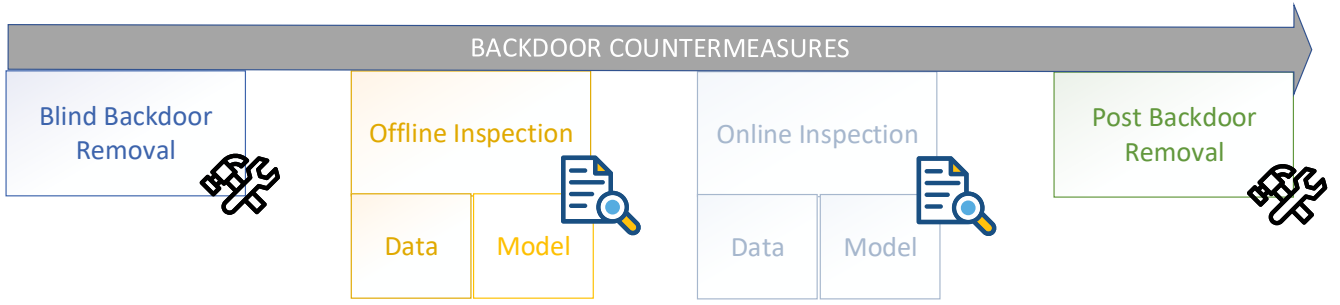 BACKDOOR COUNTERMEASURES
Blind Backdoor
Removal
Offline Inspection
Data
Model
Online Inspection
Data
Model
Post Backdoor
Removal